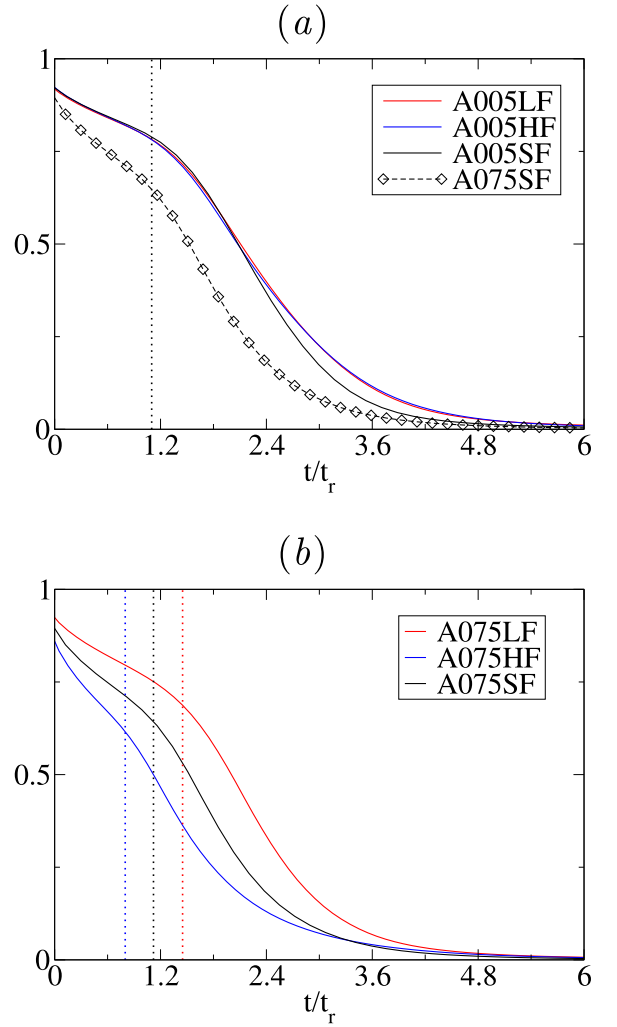 (a)
1
0.5
0
A005LF
A005HF
A005SF
A075SF
0 1.2 2.4 3.6 4.8 6
t/t_r
(b)
1
0.5
0
A075LF
A075HF
A075SF
0 1.2 2.4 3.6 4.8 6
t/t_r